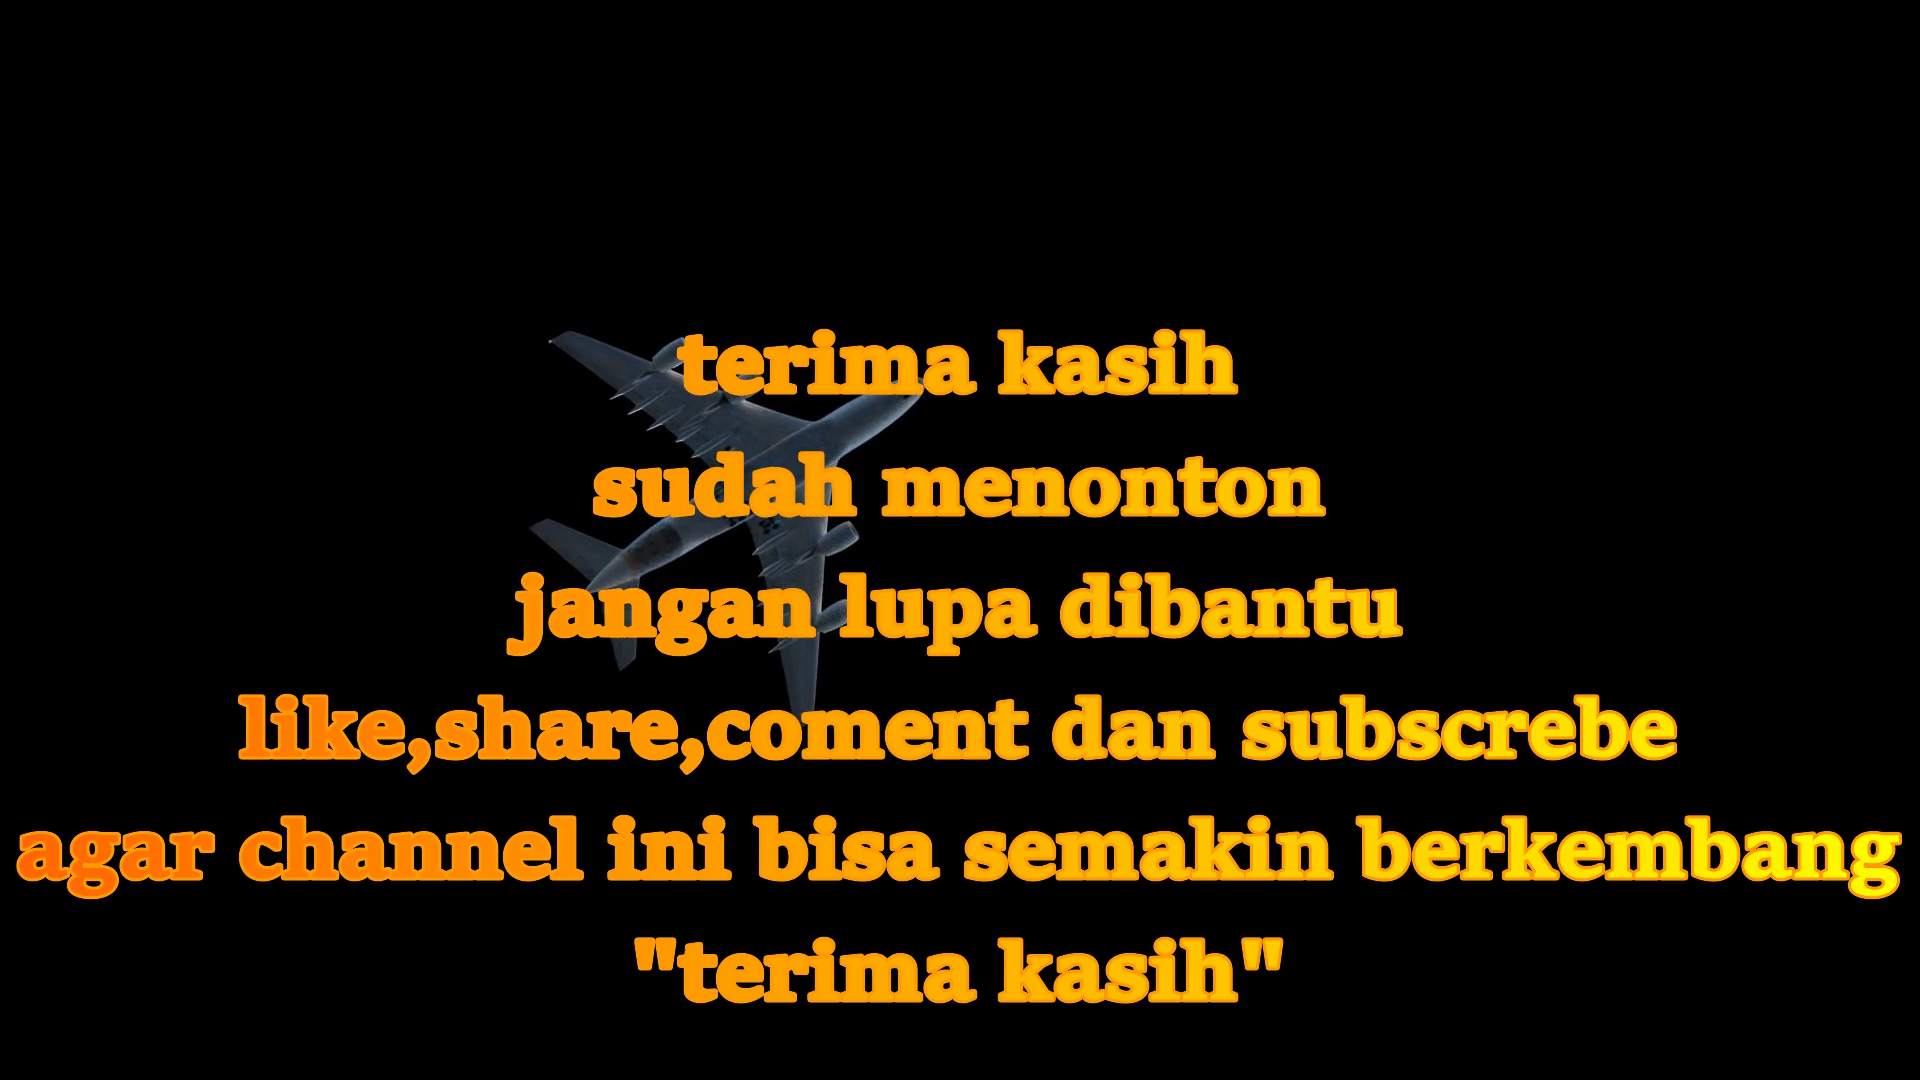 terima kasih
sudah menonton
jangan lupa dibantu
like,share,coment dan subscrebe
agar channel ini bisa semakin berkembang
"terima kasih"